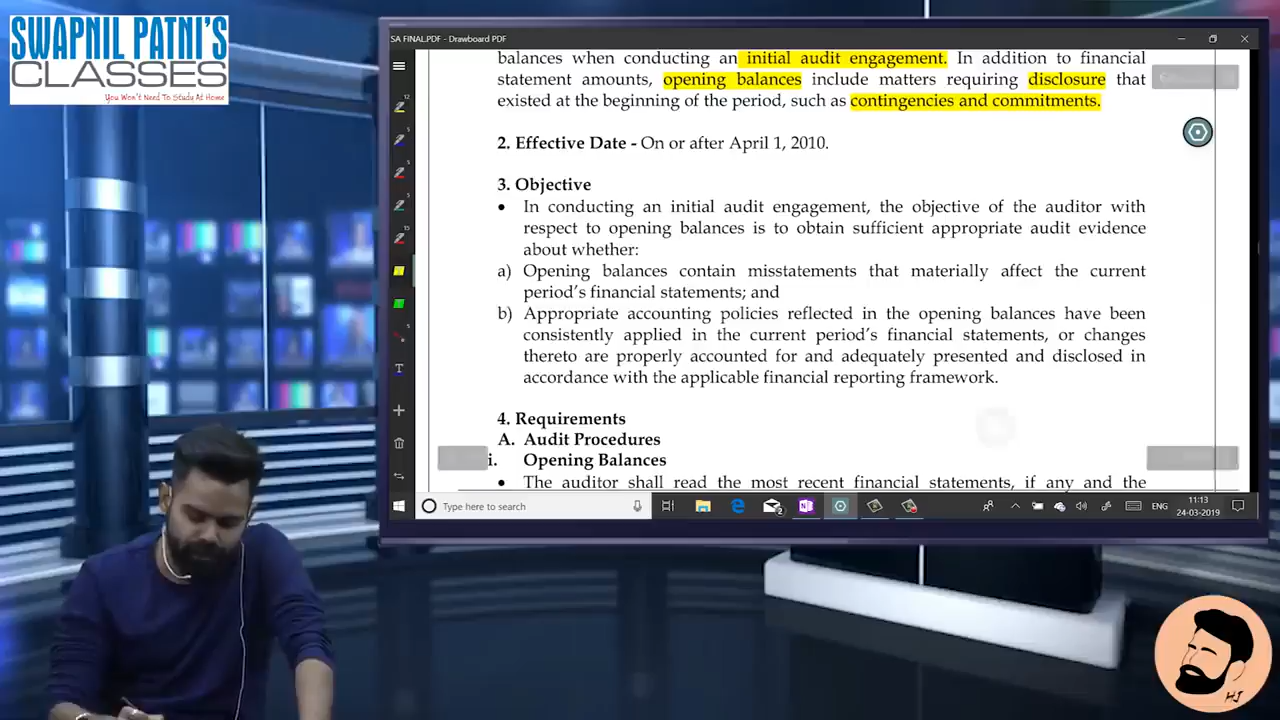 SWAPNIL PATNI'S
CLASSES
You Won't Need To Study At Home
SA FINAL.PDF - Drawboard PDF
balances when conducting an initial audit engagement. In addition to financial
statement amounts, opening balances include matters requiring disclosure that
existed at the beginning of the period, such as contingencies and commitments.
2. Effective Date - On or after April 1, 2010.
3. Objective
• In conducting an initial audit engagement, the objective of the auditor with
respect to opening balances is to obtain sufficient appropriate audit evidence
about whether:
a) Opening balances contain misstatements that materially affect the current
period's financial statements; and
b) Appropriate accounting policies reflected in the opening balances have been
consistently applied in the current period's financial statements, or changes
thereto are properly accounted for and adequately presented and disclosed in
accordance with the applicable financial reporting framework.
4. Requirements
A. Audit Procedures
i. Opening Balances
• The auditor shall read the most recent financial statements, if any and the
Type here to search
ENG
11:13
24-03-2019
HJ